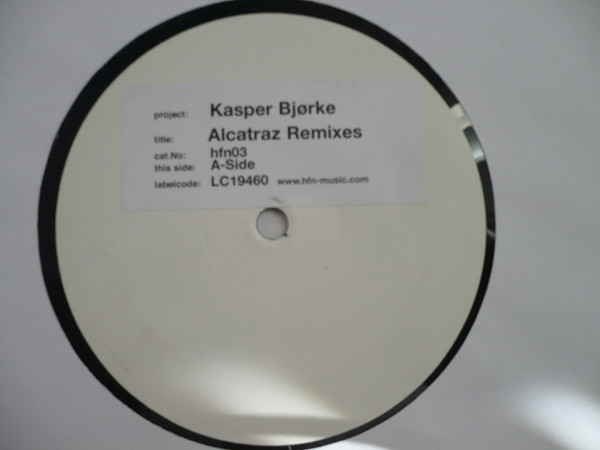 project: Kasper Bjørke
title: Alcatraz Remixes
cat.No: hfn03
this side: A-Side
labelcode: LC19460 www.hfn-music.com